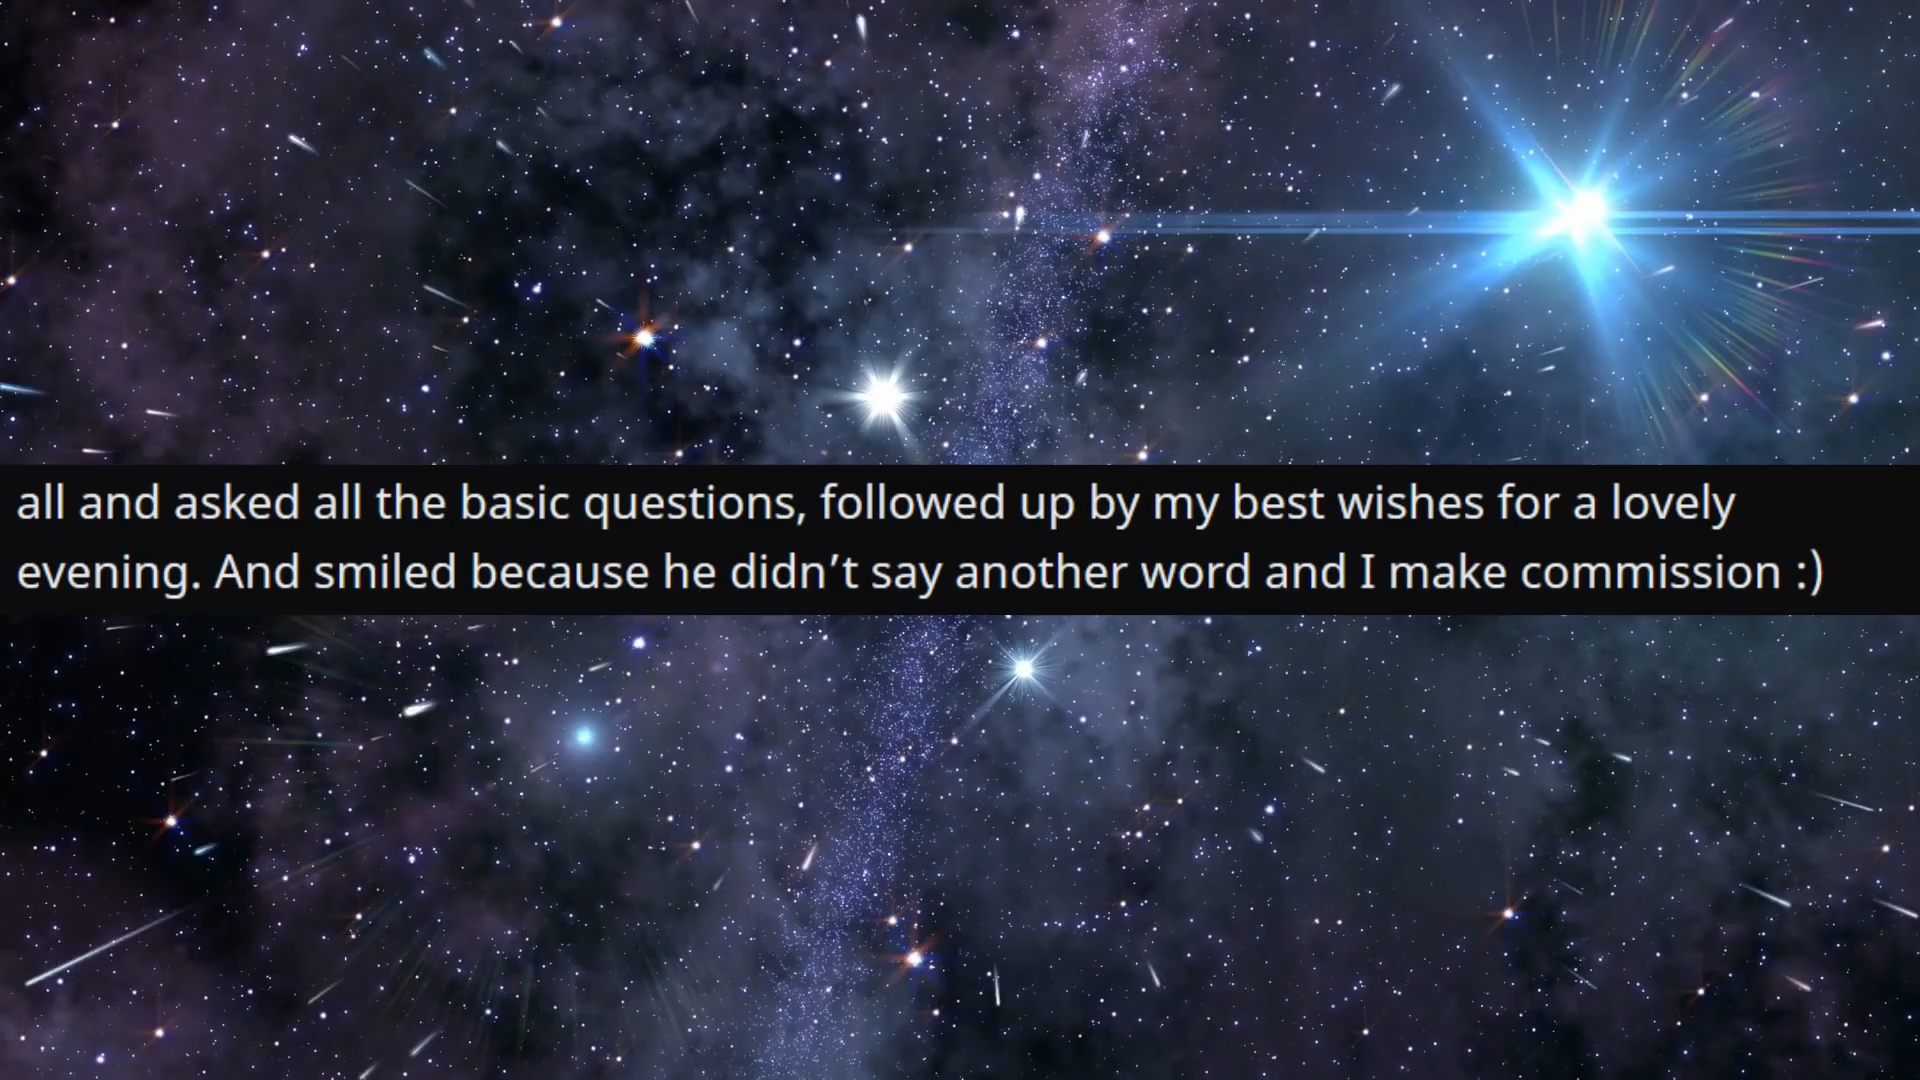 all and asked all the basic questions, followed up by my best wishes for a lovely
evening. And smiled because he didn’t say another word and I make commission :)